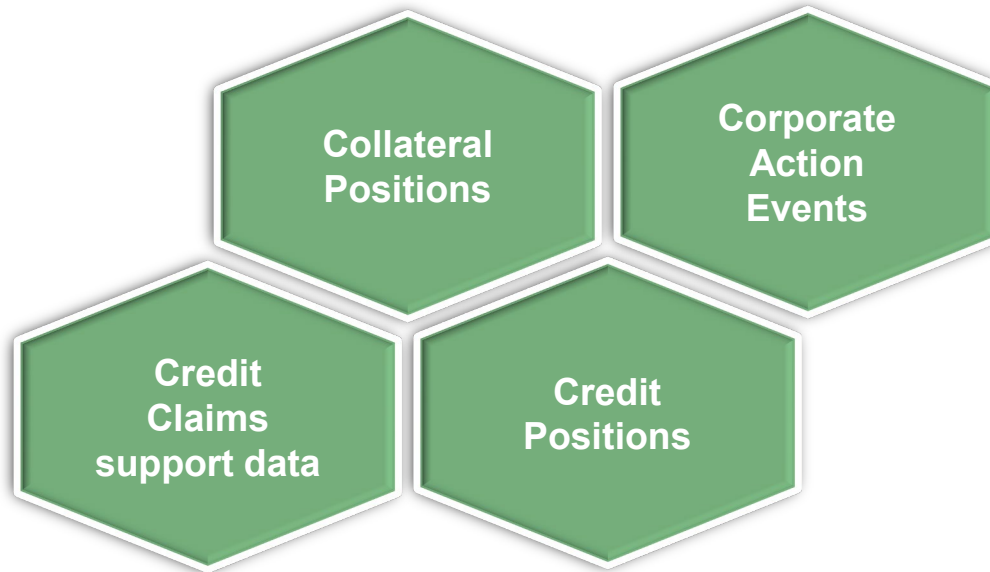 Collateral
Positions
Corporate
Action
Events
Credit
Claims
support data
Credit
Positions